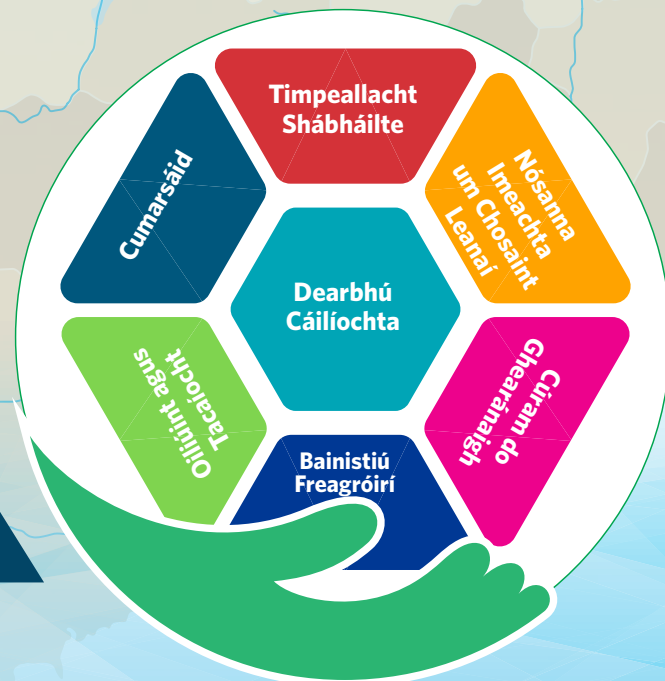 Timpeallacht
Shábháilte
Nósanna
Imeachta
um Chosaint
Leanaí
Cúram do
Ghearánaigh
Bainistiú
Freagróirí
Oiliúint agus
Tacaíocht
Cumarsáid
Dearbhú
Cáilíochta